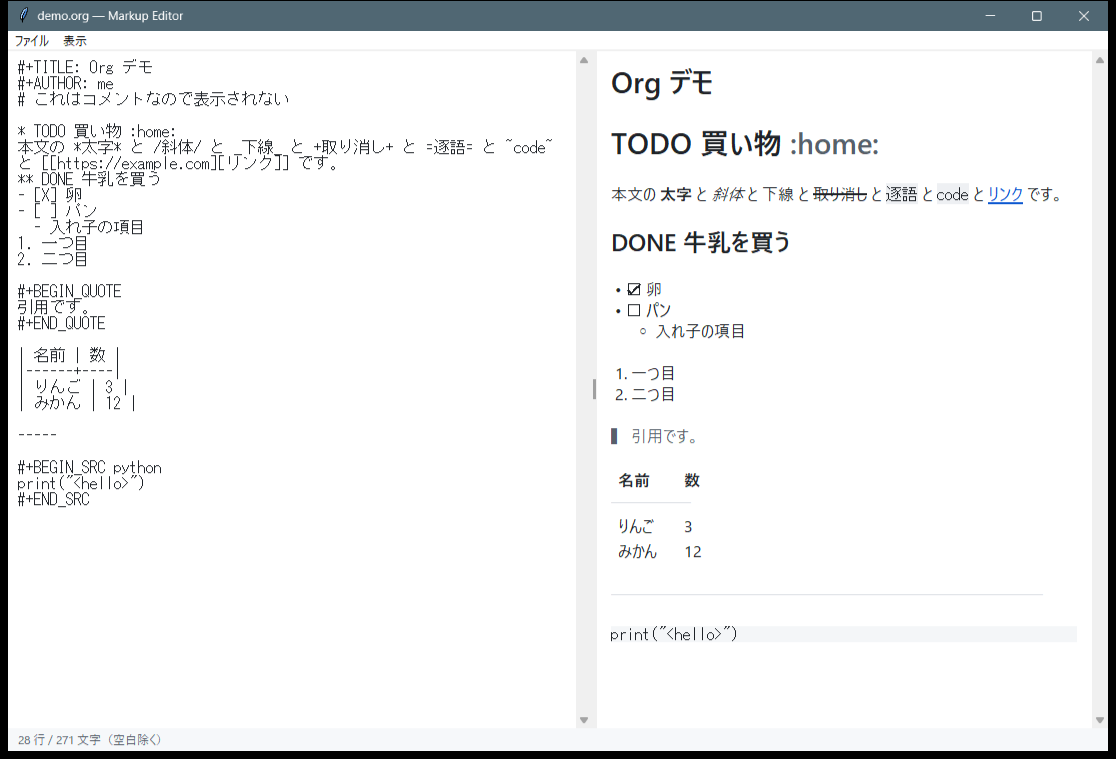 demo.org — Markup Editor
ファイル 表示
#+TITLE: Org デモ
#+AUTHOR: me
# これはコメントなので表示されない
* TODO 買い物 :home:
本文の *太字* と /斜体/ と _下線_ と +取り消し+ と =逐語= と ~code~
と [[https://example.com][リンク]] です。
** DONE 牛乳を買う
- [X] 卵
- [ ] パン
  - 入れ子の項目
1. 一つ目
2. 二つ目
#+BEGIN_QUOTE
引用です。
#+END_QUOTE
| 名前 | 数 |
|------+----|
| りんご | 3 |
| みかん | 12 |
-----
#+BEGIN_SRC python
print("<hello>")
#+END_SRC
Org デモ
TODO 買い物 :home:
本文の 太字 と 斜体 と 下線 と 取り消し と 逐語 と code と リンク です。
DONE 牛乳を買う
• ☑ 卵
• ☐ パン
○ 入れ子の項目
1. 一つ目
2. 二つ目
引用です。
名前 数
りんご 3
みかん 12
print("<hello>")
28 行 / 271 文字（空白除く）